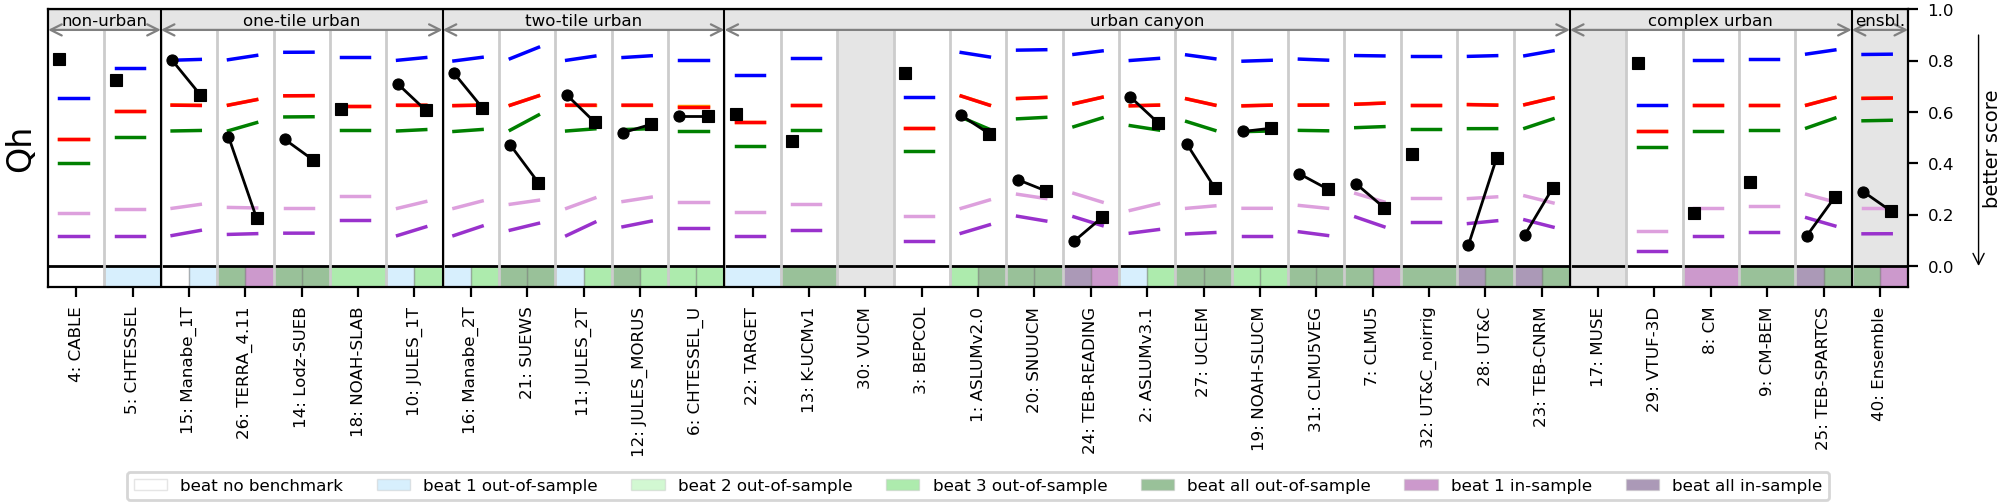 non-urban one-tile urban two-tile urban urban canyon complex urban ensbl.
Qh
1.0
0.8
0.6
0.4
0.2
0.0
better score
4: CABLE
5: CHTESSEL
15: Manabe_1T
26: TERRA_4.11
14: Lodz-SUEB
18: NOAH-SLAB
10: JULES_1T
16: Manabe_2T
21: SUEWS
11: JULES_2T
12: JULES_MORUS
6: CHTESSEL_U
22: TARGET
13: K-UCMv1
30: VUCM
3: BEPCOL
1: ASLUMv2.0
20: SNUUCM
24: TEB-READING
2: ASLUMv3.1
27: UCLEM
19: NOAH-SLUCM
31: CLMU5VEG
7: CLMU5
32: UT&C_noirrig
28: UT&C
23: TEB-CNRM
17: MUSE
29: VTUF-3D
8: CM
9: CM-BEM
25: TEB-SPARTCS
40: Ensemble
beat no benchmark beat 1 out-of-sample beat 2 out-of-sample beat 3 out-of-sample beat all out-of-sample beat 1 in-sample beat all in-sample